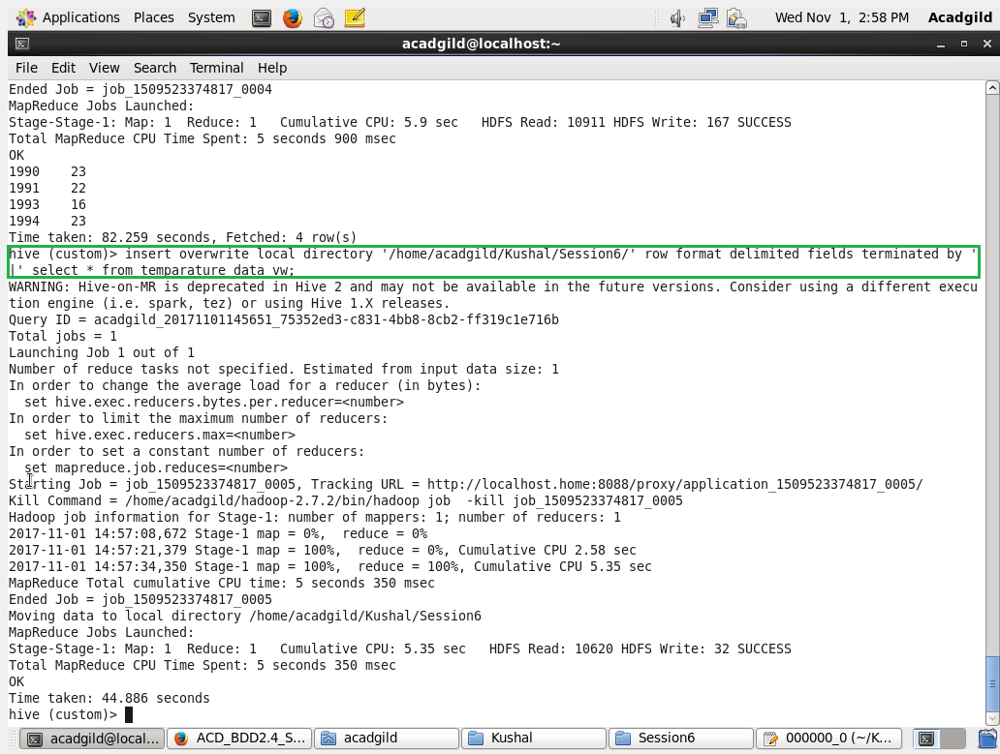 Applications Places System
Wed Nov 1, 2:58 PM Acadgild
acadgild@localhost:~
File Edit View Search Terminal Help
Ended Job = job_1509523374817_0004
MapReduce Jobs Launched:
Stage-Stage-1: Map: 1  Reduce: 1   Cumulative CPU: 5.9 sec   HDFS Read: 10911 HDFS Write: 167 SUCCESS
Total MapReduce CPU Time Spent: 5 seconds 900 msec
OK
1990    23
1991    22
1993    16
1994    23
Time taken: 82.259 seconds, Fetched: 4 row(s)
hive (custom)> insert overwrite local directory '/home/acadgild/Kushal/Session6/' row format delimited fields terminated by '
|' select * from temparature_data_vw;
WARNING: Hive-on-MR is deprecated in Hive 2 and may not be available in the future versions. Consider using a different execu
tion engine (i.e. spark, tez) or using Hive 1.X releases.
Query ID = acadgild_20171101145651_75352ed3-c831-4bb8-8cb2-ff319c1e716b
Total jobs = 1
Launching Job 1 out of 1
Number of reduce tasks not specified. Estimated from input data size: 1
In order to change the average load for a reducer (in bytes):
  set hive.exec.reducers.bytes.per.reducer=<number>
In order to limit the maximum number of reducers:
  set hive.exec.reducers.max=<number>
In order to set a constant number of reducers:
  set mapreduce.job.reduces=<number>
Starting Job = job_1509523374817_0005, Tracking URL = http://localhost.home:8088/proxy/application_1509523374817_0005/
Kill Command = /home/acadgild/hadoop-2.7.2/bin/hadoop job  -kill job_1509523374817_0005
Hadoop job information for Stage-1: number of mappers: 1; number of reducers: 1
2017-11-01 14:57:08,672 Stage-1 map = 0%,  reduce = 0%
2017-11-01 14:57:21,379 Stage-1 map = 100%,  reduce = 0%, Cumulative CPU 2.58 sec
2017-11-01 14:57:34,350 Stage-1 map = 100%,  reduce = 100%, Cumulative CPU 5.35 sec
MapReduce Total cumulative CPU time: 5 seconds 350 msec
Ended Job = job_1509523374817_0005
Moving data to local directory /home/acadgild/Kushal/Session6
MapReduce Jobs Launched:
Stage-Stage-1: Map: 1  Reduce: 1   Cumulative CPU: 5.35 sec   HDFS Read: 10620 HDFS Write: 32 SUCCESS
Total MapReduce CPU Time Spent: 5 seconds 350 msec
OK
Time taken: 44.886 seconds
hive (custom)>
acadgild@local... ACD_BDD2.4_S... acadgild Kushal Session6 000000_0 (~/K...